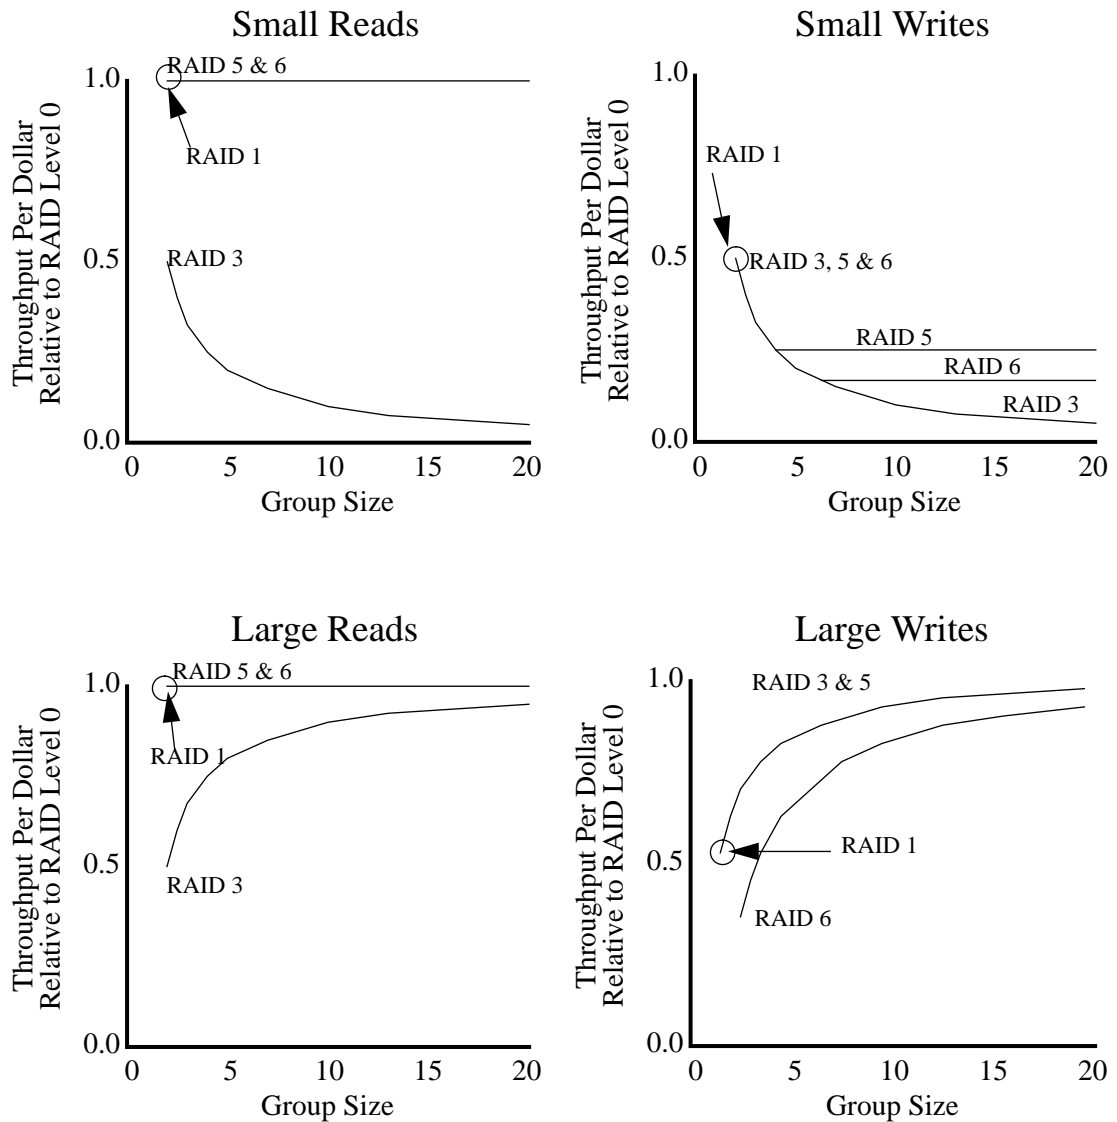 Small Reads
Throughput Per Dollar
Relative to RAID Level 0
1.0
0.5
0.0
RAID 5 & 6
RAID 1
RAID 3
0 5 10 15 20
Group Size
Small Writes
Throughput Per Dollar
Relative to RAID Level 0
1.0
0.5
0.0
RAID 1
RAID 3, 5 & 6
RAID 5
RAID 6
RAID 3
0 5 10 15 20
Group Size
Large Reads
Throughput Per Dollar
Relative to RAID Level 0
1.0
0.5
0.0
RAID 5 & 6
RAID 1
RAID 3
0 5 10 15 20
Group Size
Large Writes
Throughput Per Dollar
Relative to RAID Level 0
1.0
0.5
0.0
RAID 3 & 5
RAID 1
RAID 6
0 5 10 15 20
Group Size